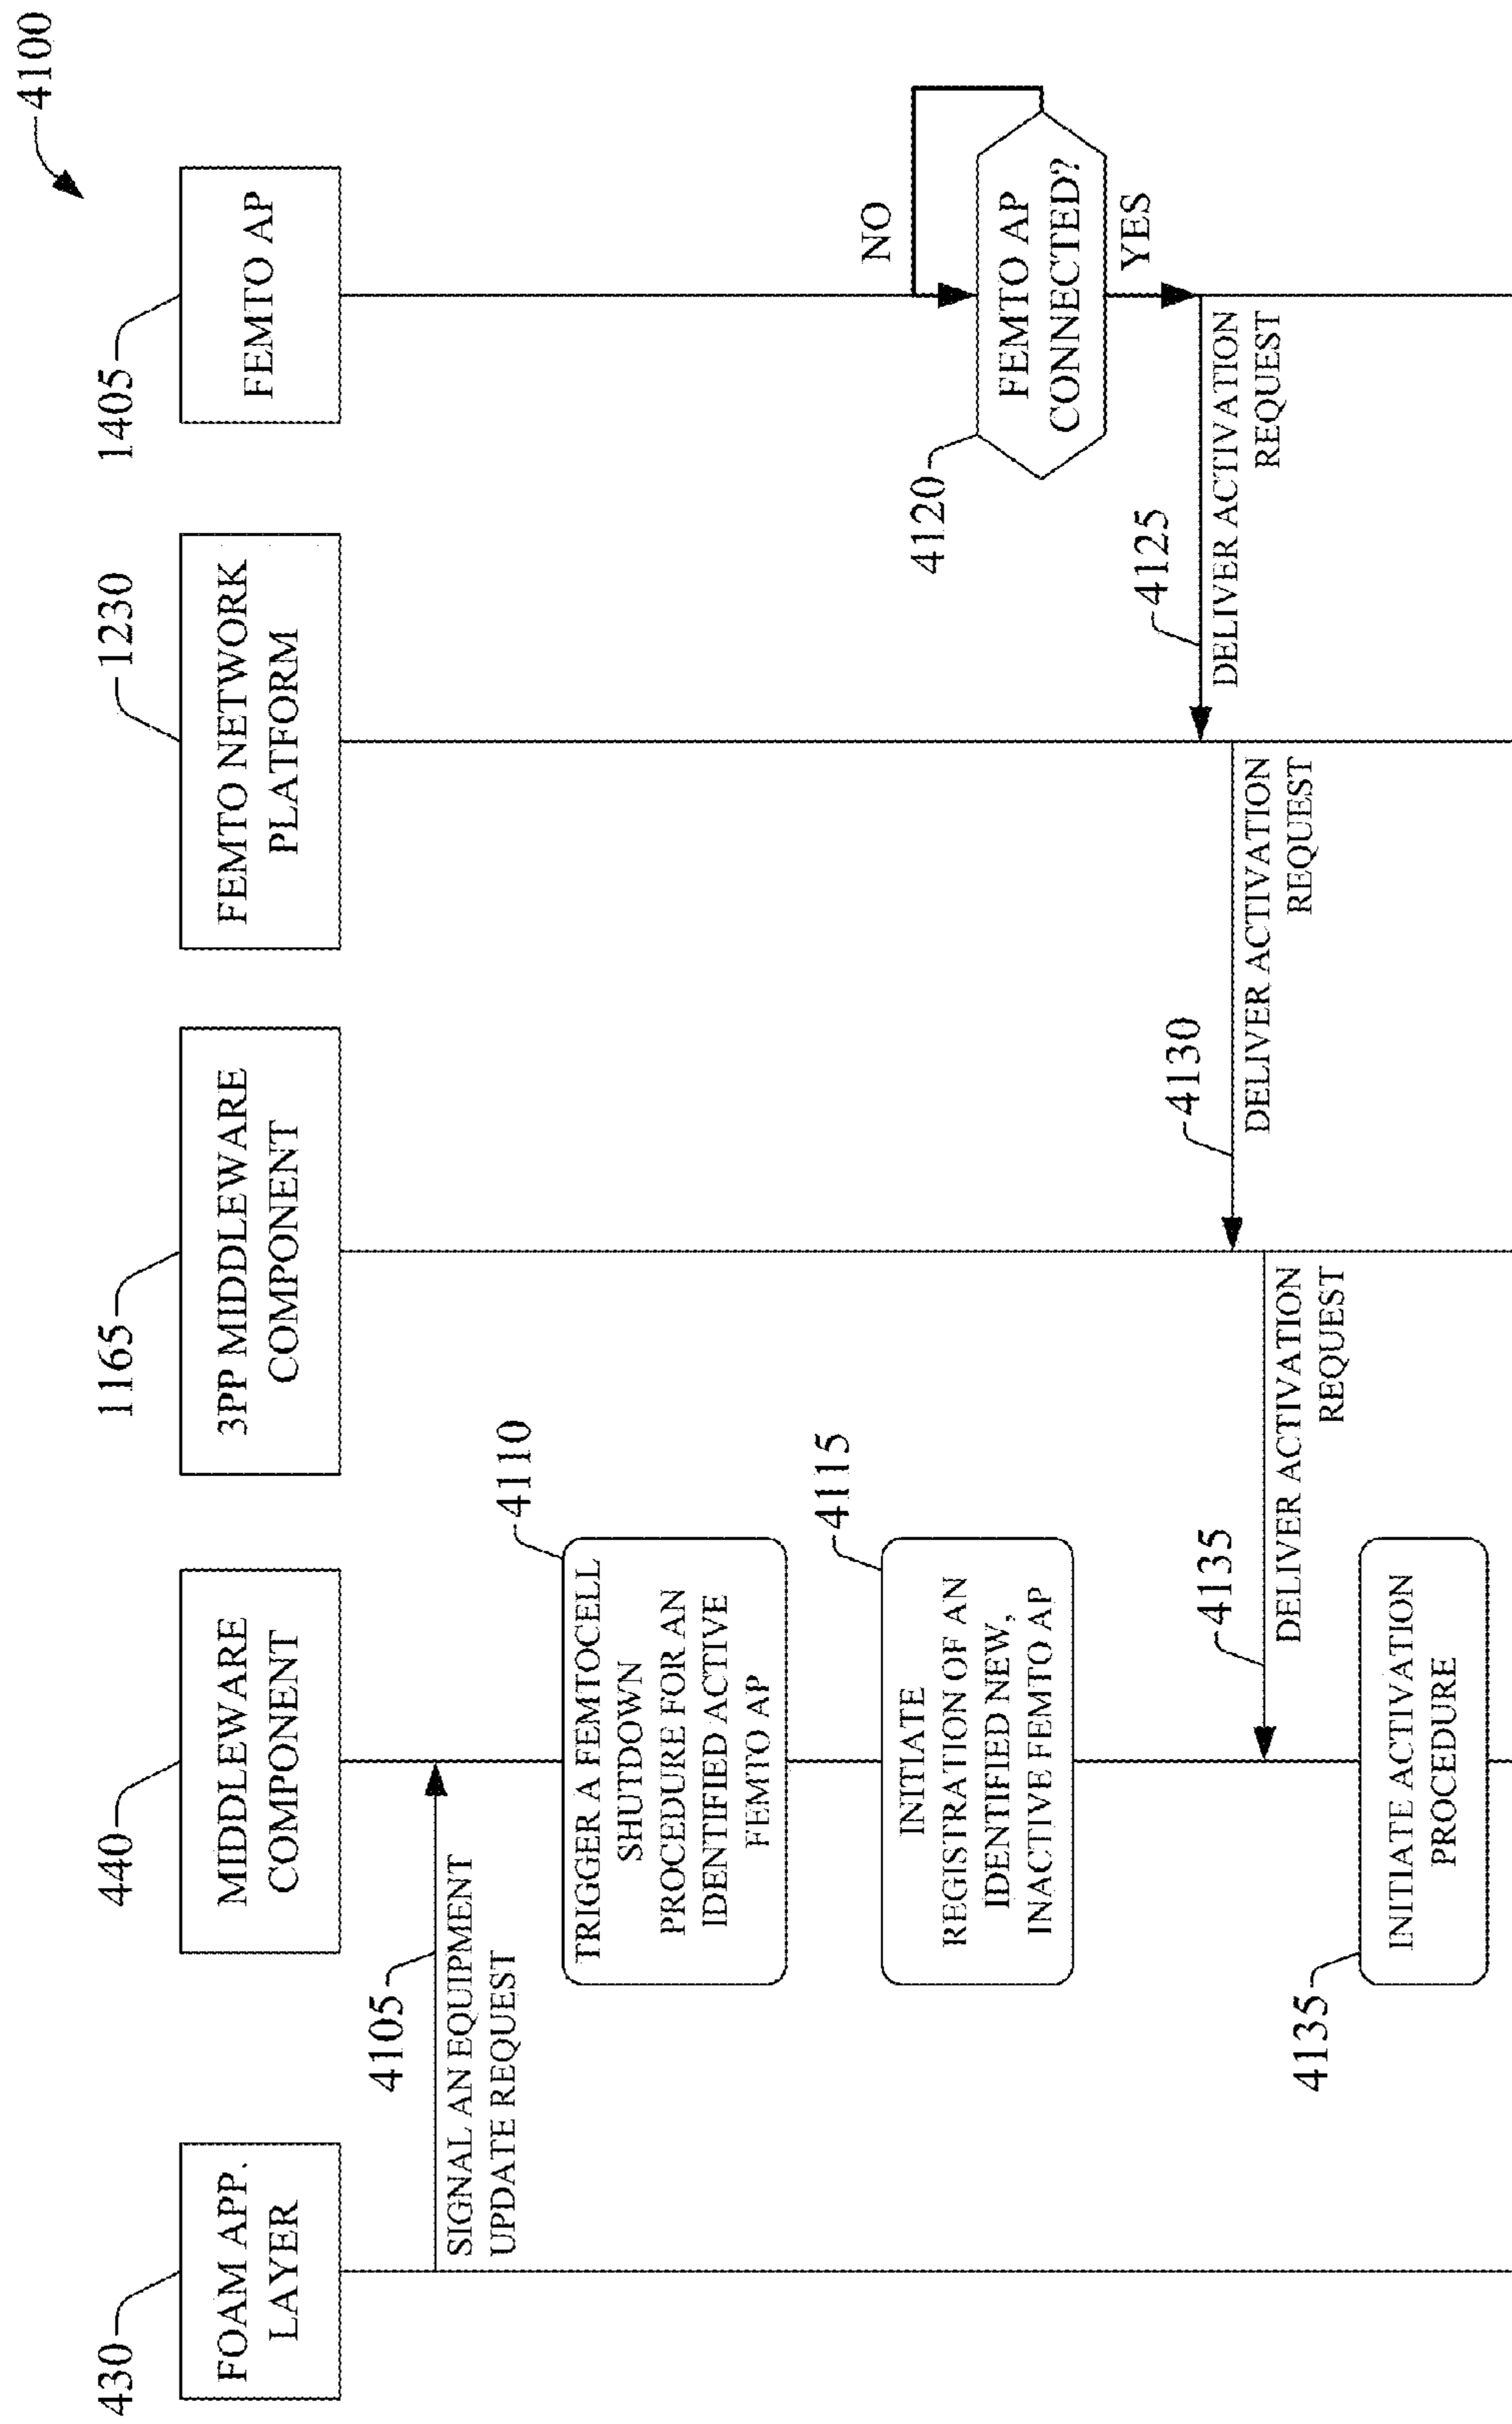 4100
430
FOAM APP.
LAYER
440
MIDDLEWARE
COMPONENT
1165
3PP MIDDLEWARE
COMPONENT
1230
FEMTO NETWORK
PLATFORM
1405
FEMTO AP
4105
SIGNAL AN EQUIPMENT
UPDATE REQUEST
4110
TRIGGER A FEMTOCELL
SHUTDOWN
PROCEDURE FOR AN
IDENTIFIED ACTIVE
FEMTO AP
4115
INITIATE
REGISTRATION OF AN
IDENTIFIED NEW,
INACTIVE FEMTO AP
NO
4120
FEMTO AP
CONNECTED?
YES
4125
DELIVER ACTIVATION
REQUEST
4130
DELIVER ACTIVATION
REQUEST
4135
DELIVER ACTIVATION
REQUEST
4135
INITIATE ACTIVATION
PROCEDURE